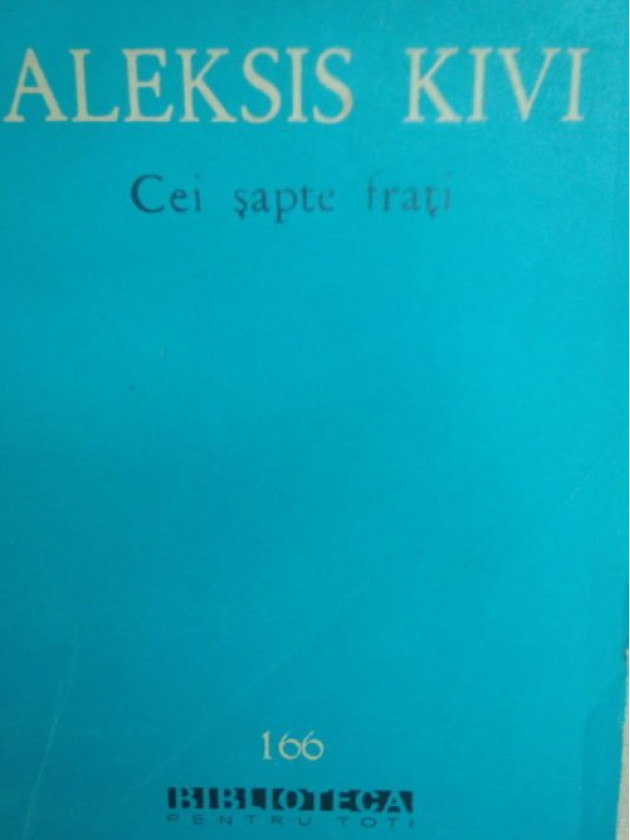 ALEKSIS KIVI
Cei şapte fraţi
166
BIBLIOTECA
PENTRU TOŢI